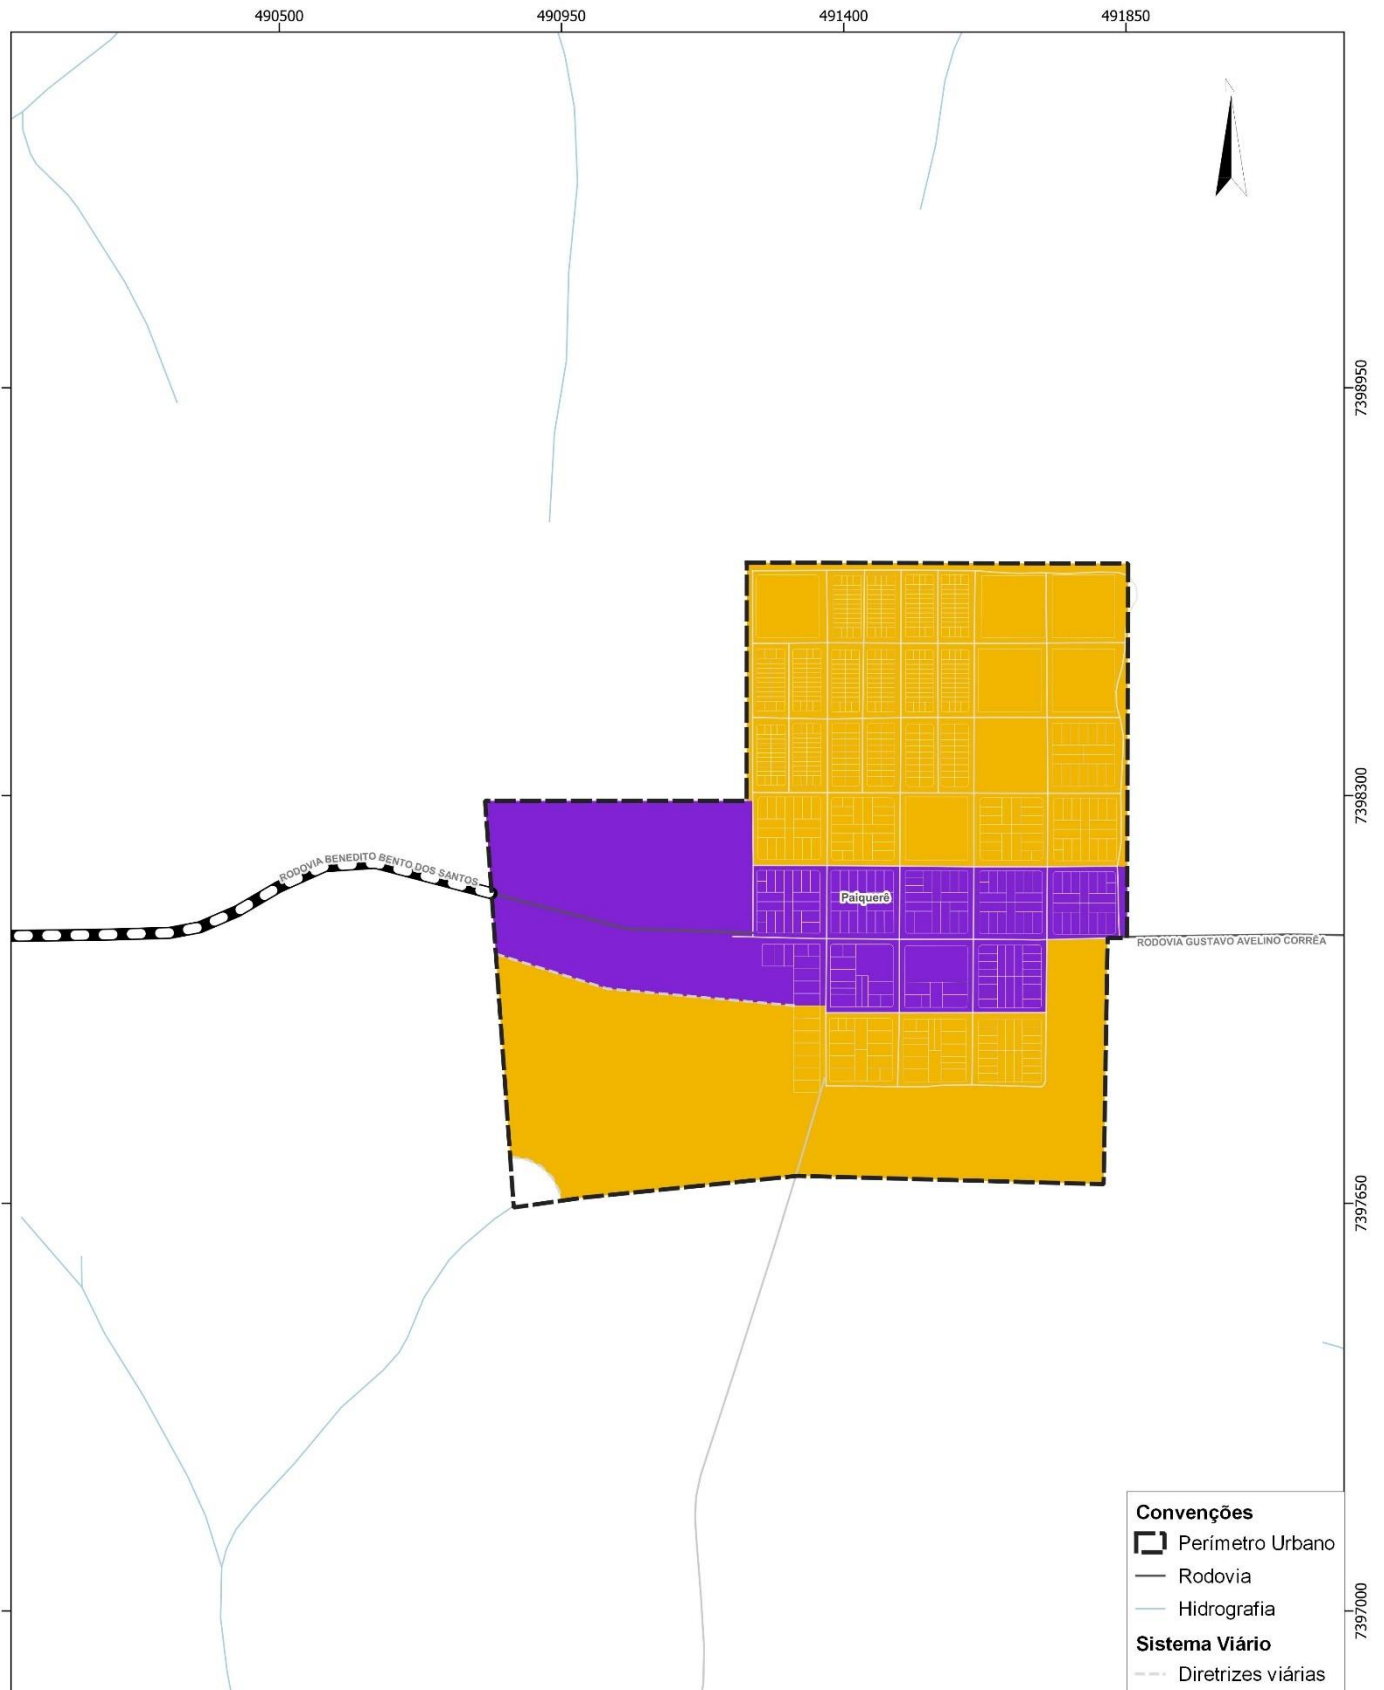 490500 490950 491400 491850
N
7398950
7398300
RODOVIA BENEDITO BENTO DOS SANTOS
Paiquerê
RODOVIA GUSTAVO AVELINO CORRÊA
7397650
Convenções
Perímetro Urbano
Rodovia
Hidrografia
7397000
Sistema Viário
Diretrizes viárias